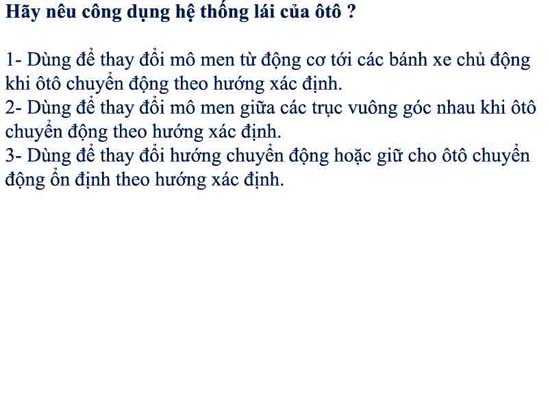 Hãy nêu công dụng hệ thống lái của ôtô ?
1- Dùng để thay đổi mô men từ động cơ tới các bánh xe chủ động
khi ôtô chuyển động theo hướng xác định.
2- Dùng để thay đổi mô men giữa các trục vuông góc nhau khi ôtô
chuyển động theo hướng xác định.
3- Dùng để thay đổi hướng chuyển động hoặc giữ cho ôtô chuyển
động ổn định theo hướng xác định.